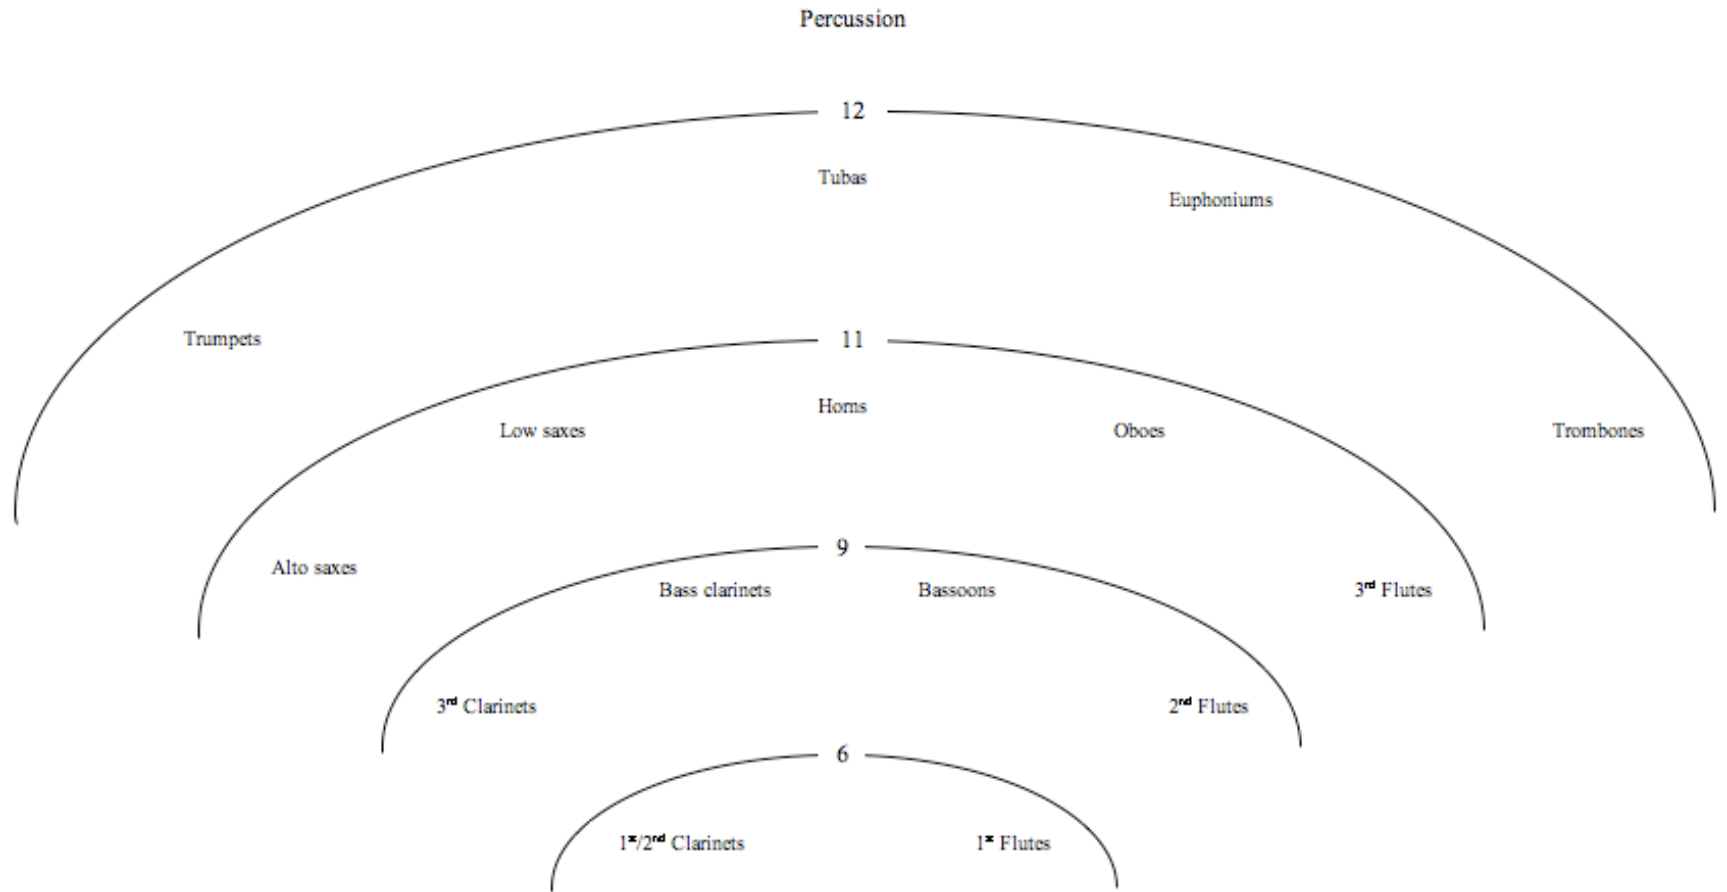 Percussion
12
Tubas
Euphoniums
Trumpets
11
Horns
Low saxes
Oboes
Trombones
9
Alto saxes
Bass clarinets
Bassoons
3rd Flutes
3rd Clarinets
2nd Flutes
6
1st/2nd Clarinets
1st Flutes